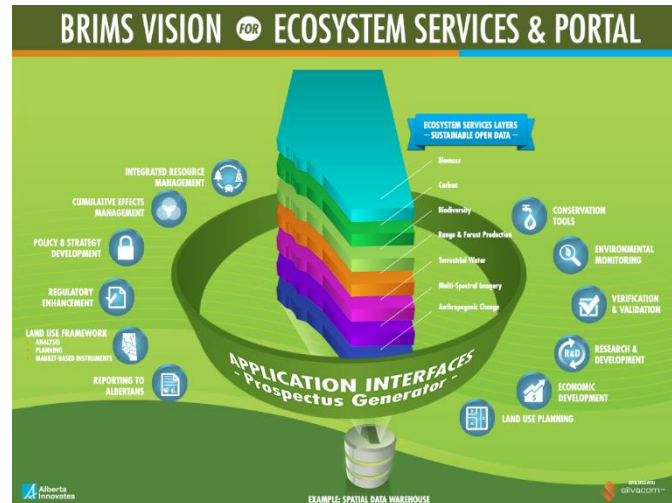 BRIMS VISION FOR ECOSYSTEM SERVICES & PORTAL
ECOSYSTEM SERVICES LAYERS
– SUSTAINABLE OPEN DATA –
Biomass
Carbon
Biodiversity
Range & Forest Production
Terrestrial Water
Multi-Spectral Imagery
Anthropogenic Change
INTEGRATED RESOURCE
MANAGEMENT
CUMULATIVE EFFECTS
MANAGEMENT
POLICY & STRATEGY
DEVELOPMENT
REGULATORY
ENHANCEMENT
LAND USE FRAMEWORK
ANALYSIS
PLANNING
MARKET-BASED INSTRUMENTS
REPORTING TO
ALBERTANS
CONSERVATION
TOOLS
ENVIRONMENTAL
MONITORING
VERIFICATION
& VALIDATION
R&D
RESEARCH &
DEVELOPMENT
ECONOMIC
DEVELOPMENT
LAND USE PLANNING
APPLICATION INTERFACES
- Prospectus Generator -
EXAMPLE: SPATIAL DATA WAREHOUSE
Alberta
Innovates
silvacom